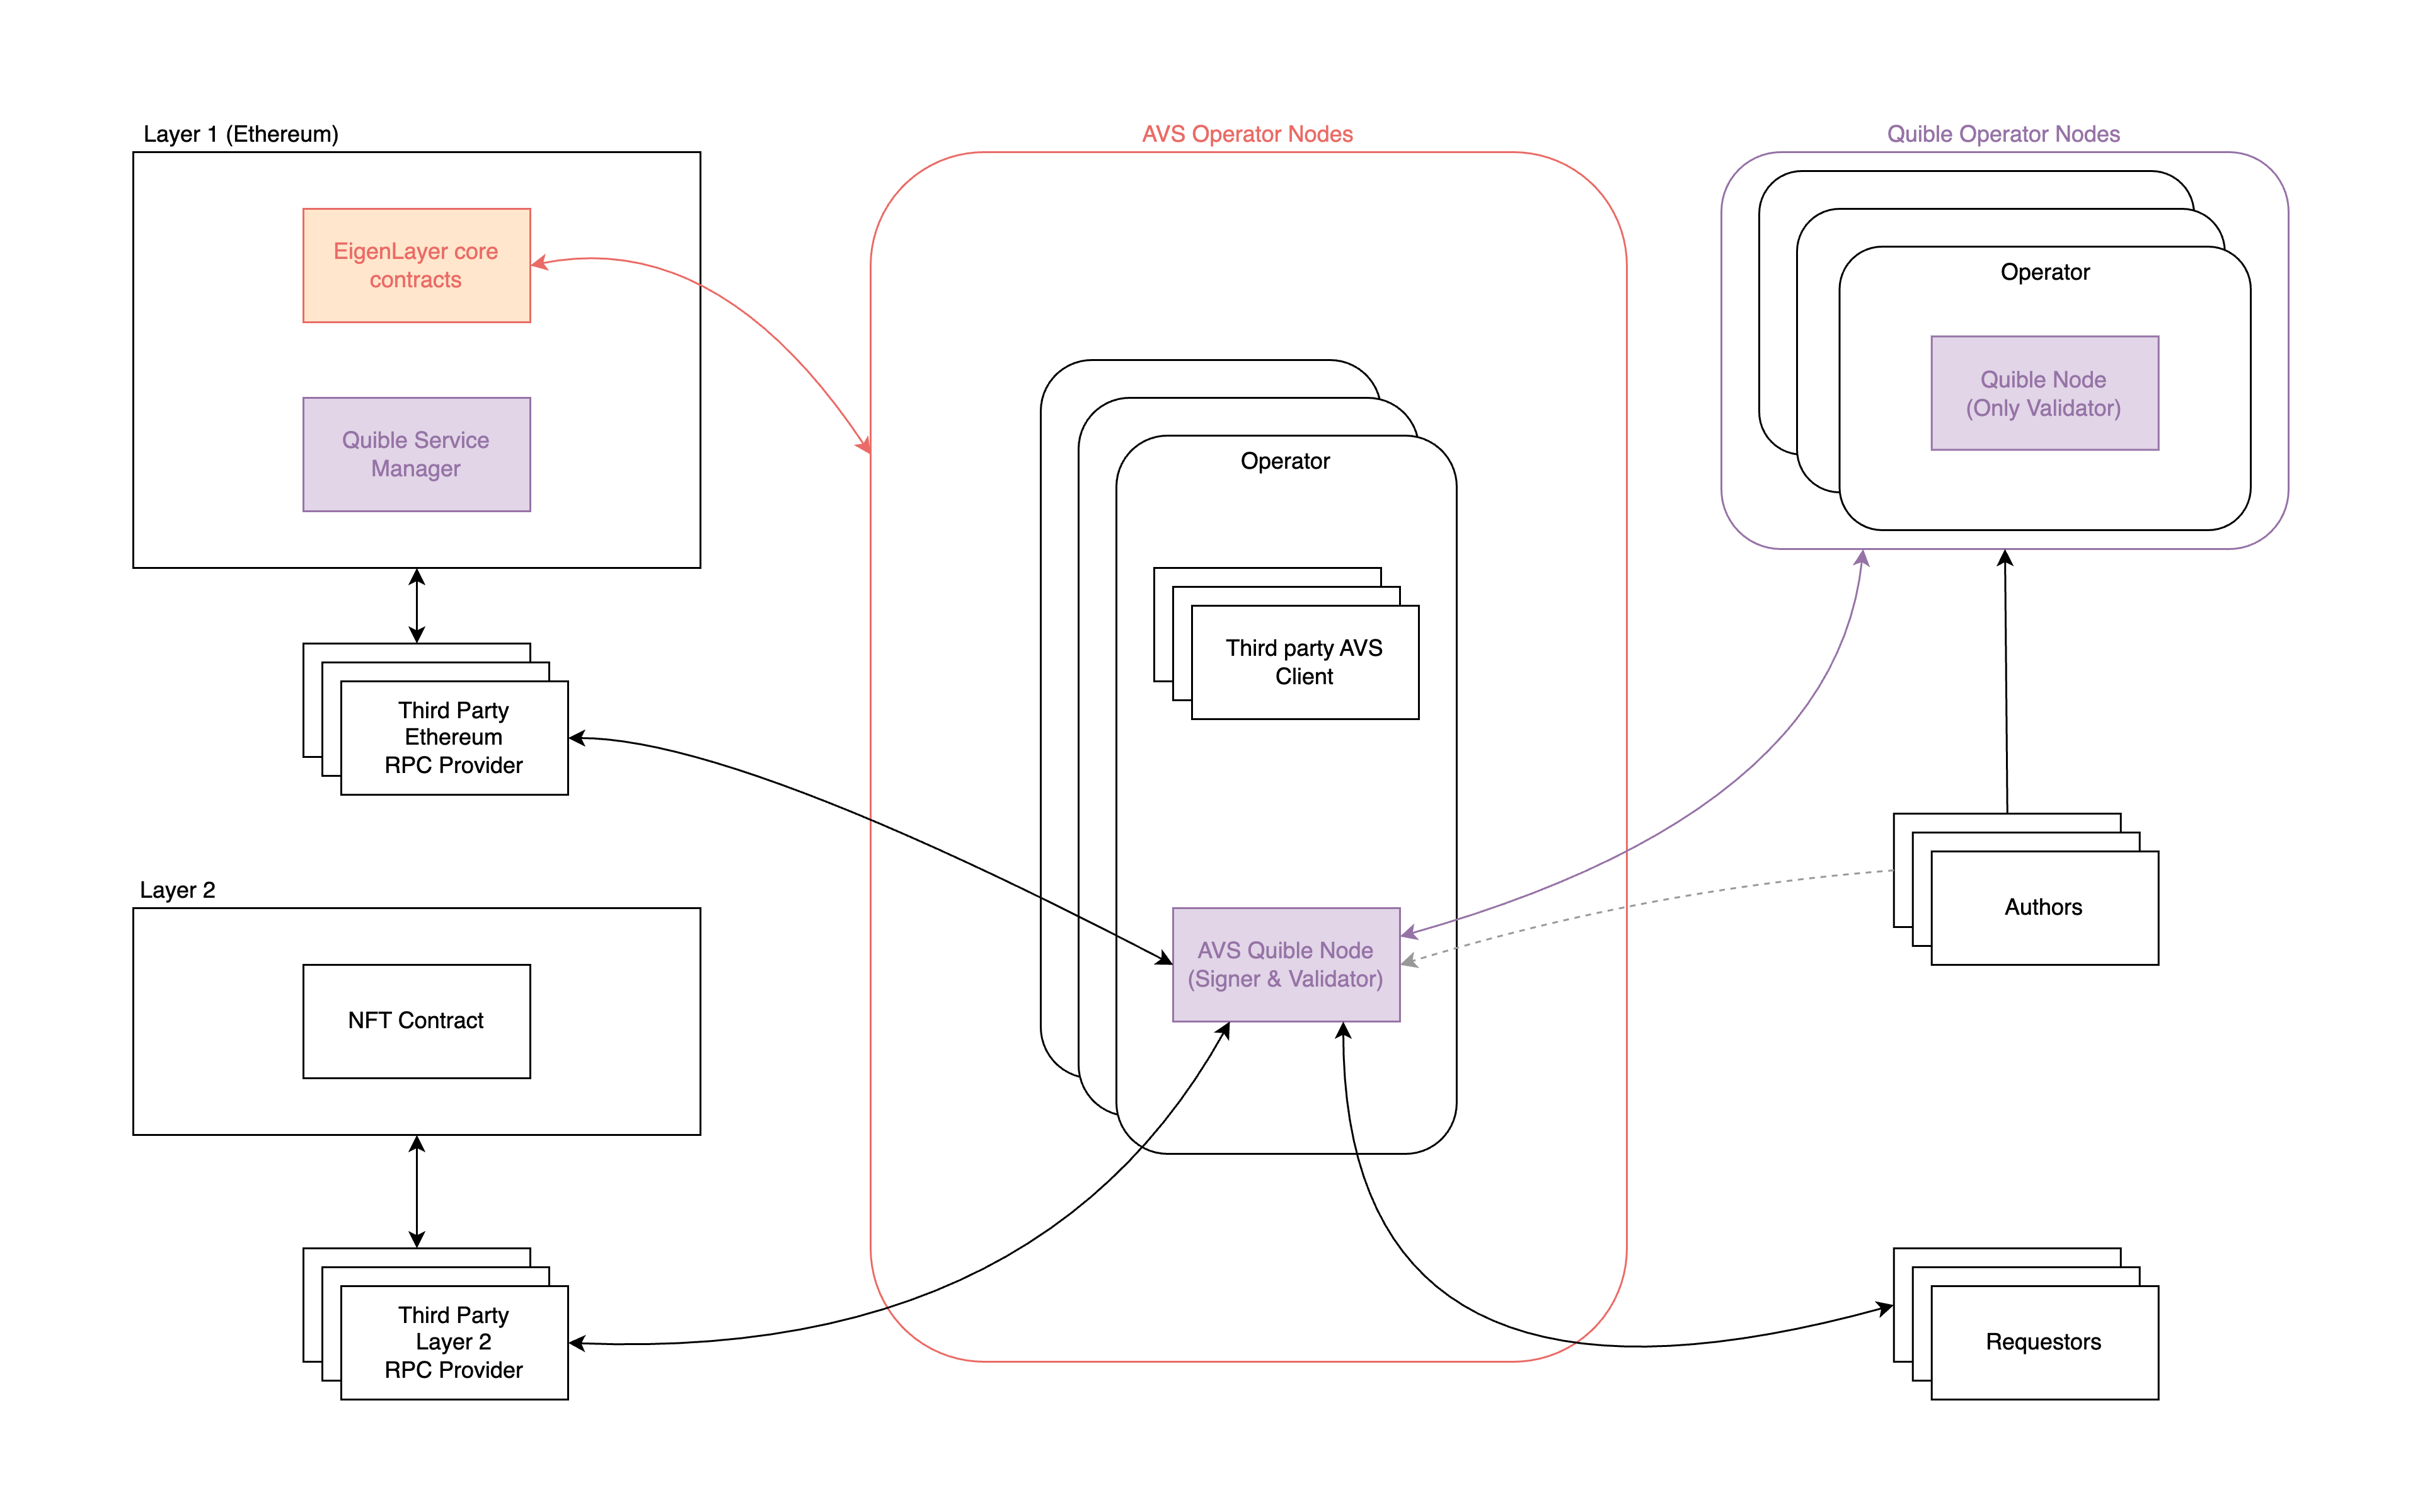 Layer 1 (Ethereum)
EigenLayer core
contracts
Quible Service
Manager
Third Party
Ethereum
RPC Provider
Layer 2
NFT Contract
Third Party
Layer 2
RPC Provider
AVS Operator Nodes
Operator
Third party AVS
Client
AVS Quible Node
(Signer & Validator)
Quible Operator Nodes
Operator
Quible Node
(Only Validator)
Authors
Requestors